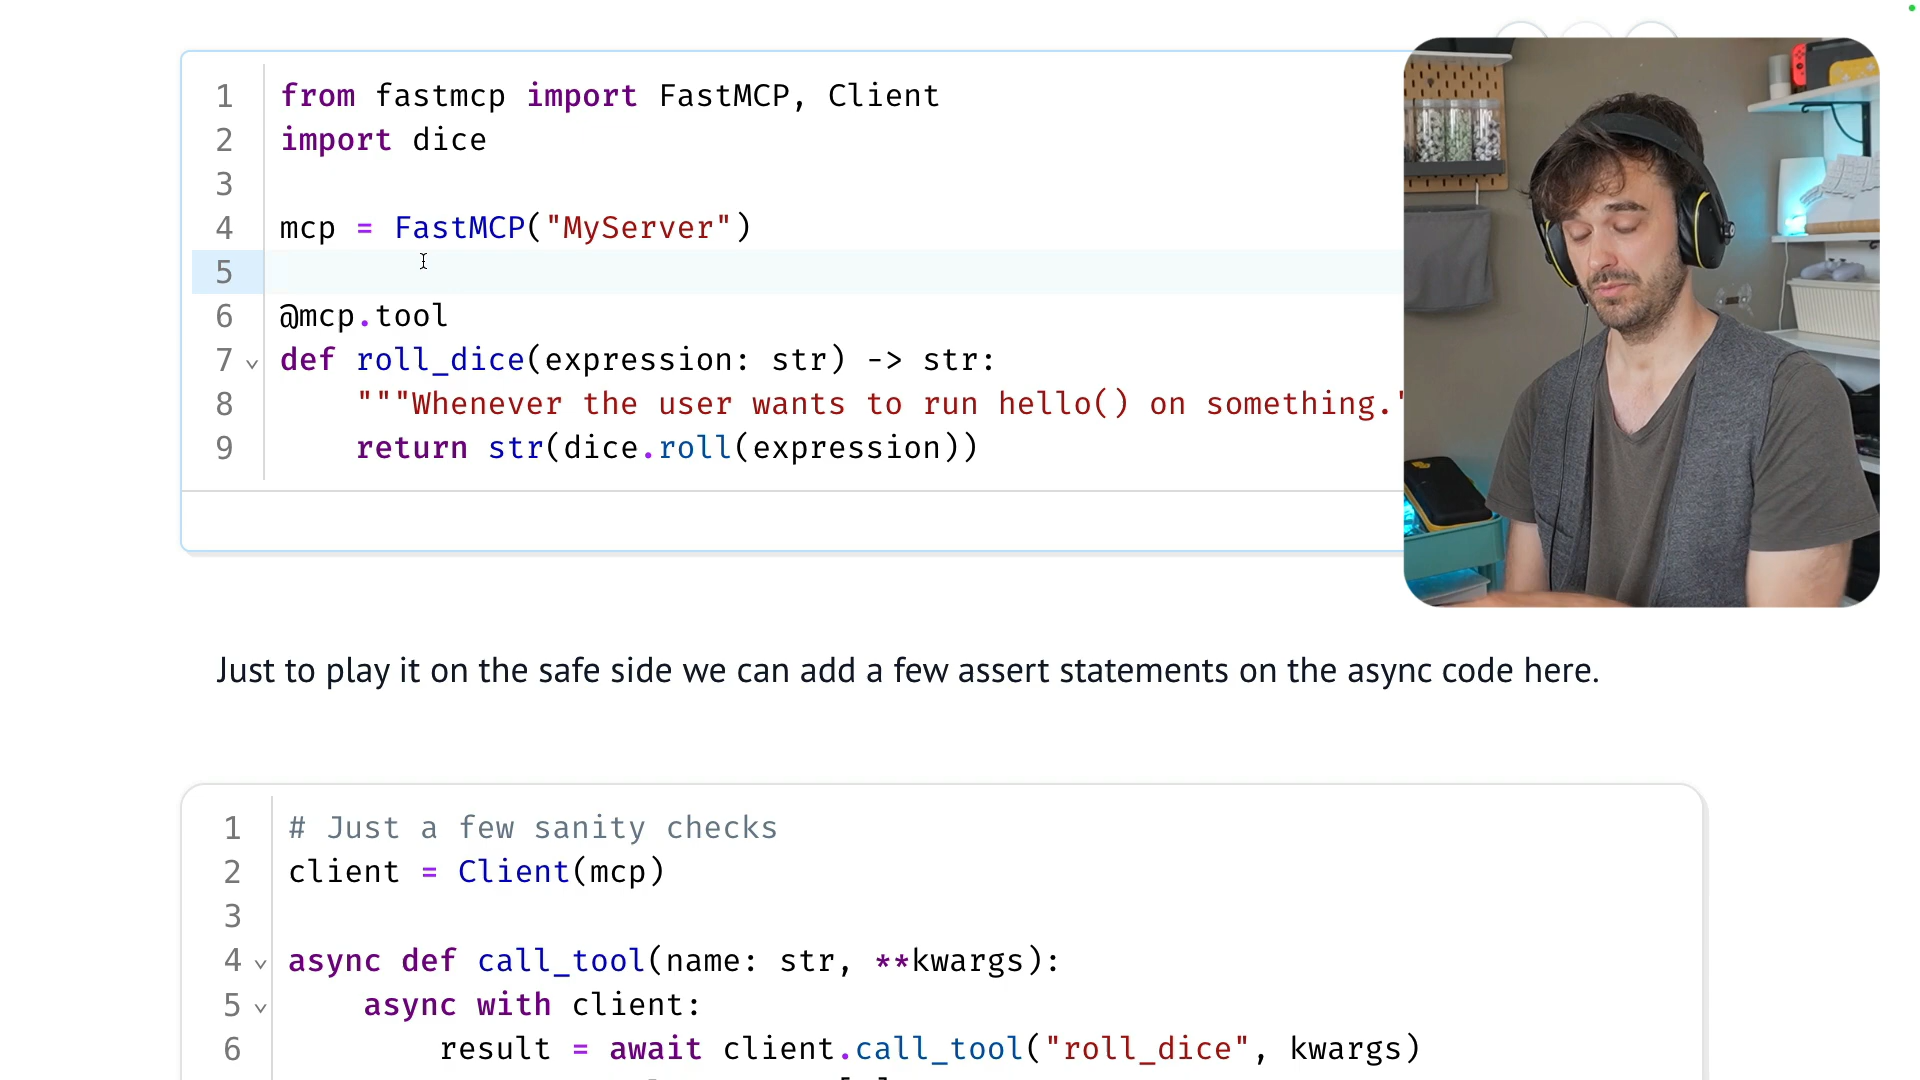 1 from fastmcp import FastMCP, Client
2 import dice
3
4 mcp = FastMCP("MyServer")
5
6 @mcp.tool
7 def roll_dice(expression: str) -> str:
8 """Whenever the user wants to run hello() on something."
9 return str(dice.roll(expression))
Just to play it on the safe side we can add a few assert statements on the async code here.
1 # Just a few sanity checks
2 client = Client(mcp)
3
4 async def call_tool(name: str, **kwargs):
5 async with client:
6 result = await client.call_tool("roll_dice", kwargs)